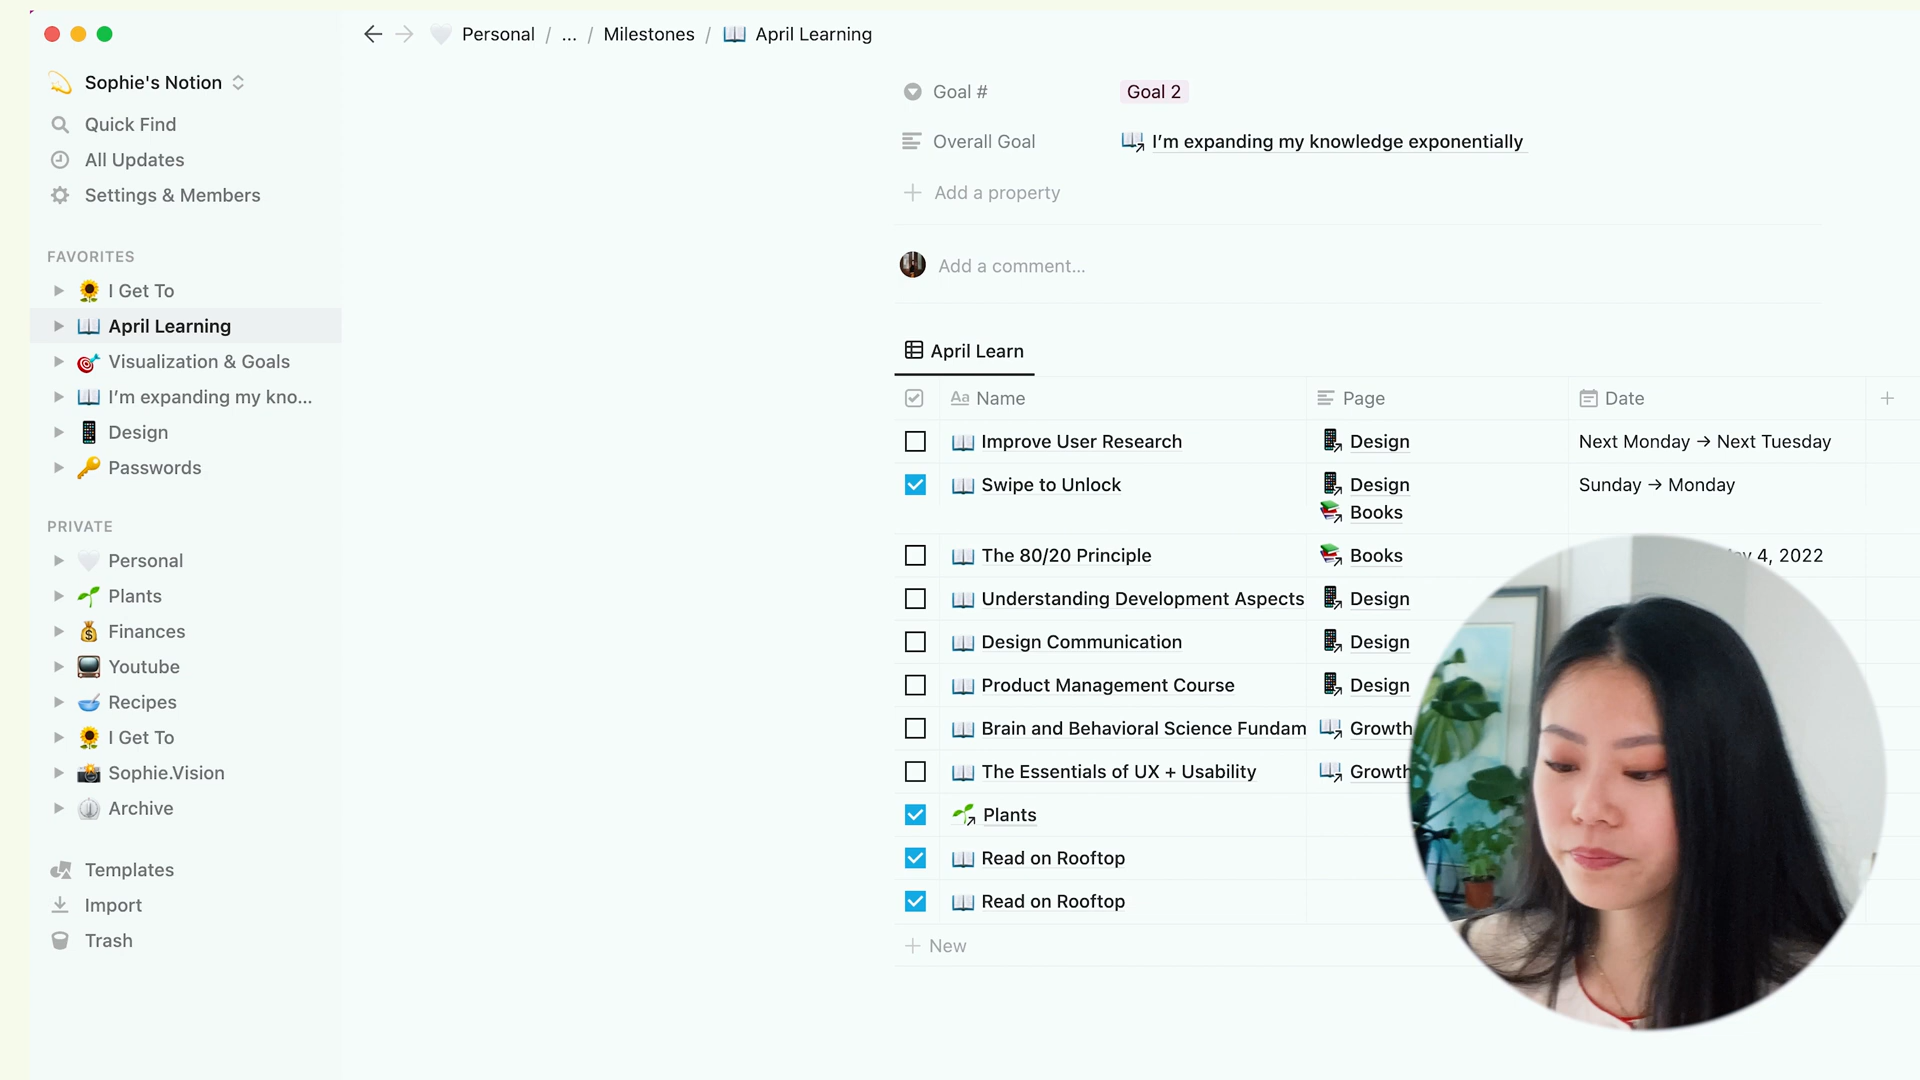 Personal / ... / Milestones / April Learning
Sophie's Notion
Quick Find
All Updates
Settings & Members
FAVORITES
I Get To
April Learning
Visualization & Goals
I’m expanding my kno...
Design
Passwords
PRIVATE
Personal
Plants
Finances
Youtube
Recipes
I Get To
Sophie.Vision
Archive
Templates
Import
Trash
Goal # Goal 2
Overall Goal I’m expanding my knowledge exponentially
Add a property
Add a comment...
April Learn
Aa Name Page Date
Improve User Research Design Next Monday → Next Tuesday
Swipe to Unlock Design Sunday → Monday
Books
The 80/20 Principle Books 4, 2022
Understanding Development Aspects Design
Design Communication Design
Product Management Course Design
Brain and Behavioral Science Fundam Growth
The Essentials of UX + Usability Growth
Plants
Read on Rooftop
Read on Rooftop
New